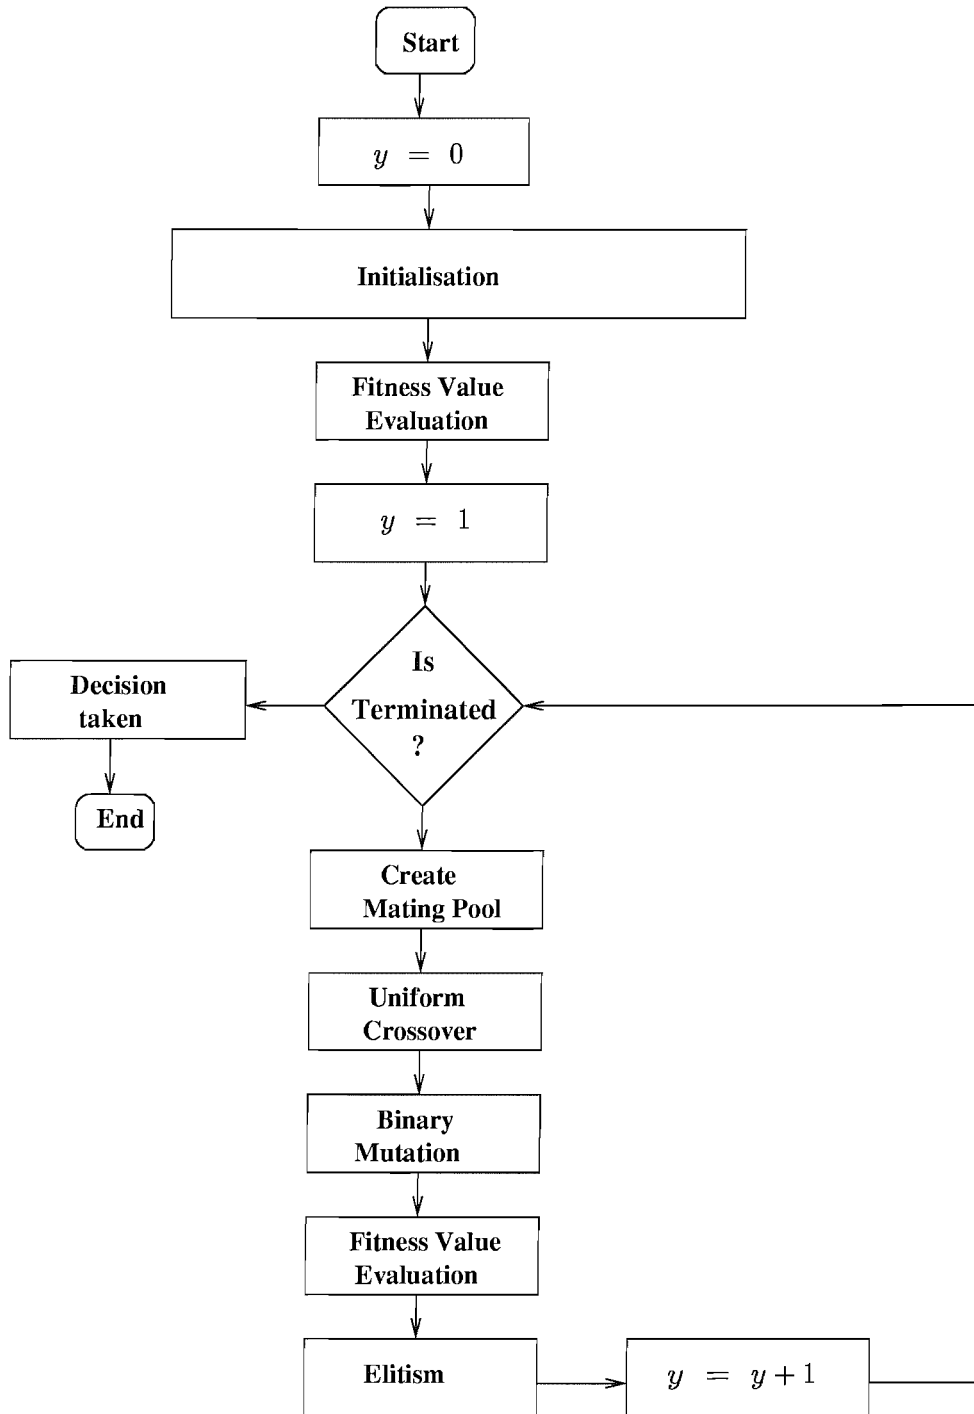 Start
y = 0
Initialisation
Fitness Value
Evaluation
y = 1
Is
Terminated
?
Decision
taken
End
Create
Mating Pool
Uniform
Crossover
Binary
Mutation
Fitness Value
Evaluation
Elitism
y = y + 1